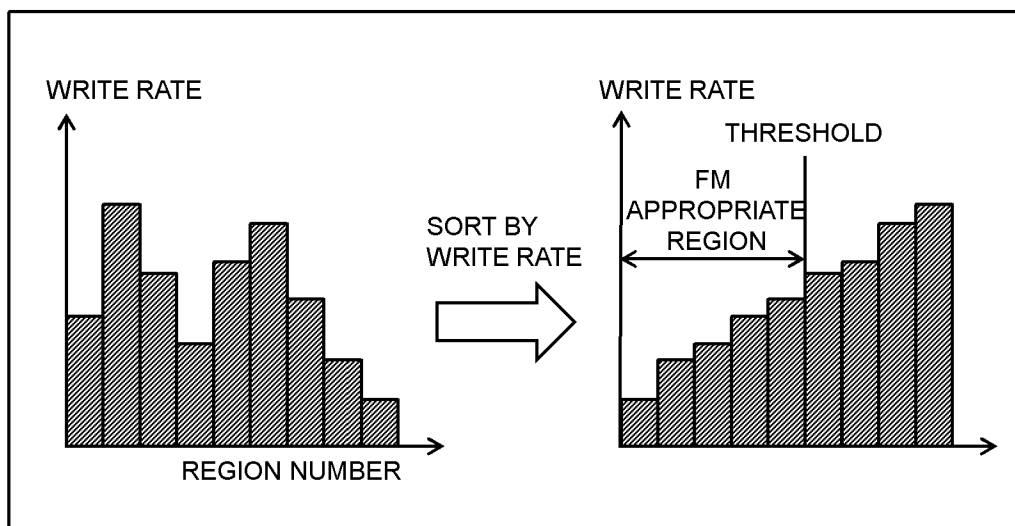 WRITE RATE
REGION NUMBER
SORT BY
WRITE RATE
WRITE RATE
THRESHOLD
FM
APPROPRIATE
REGION